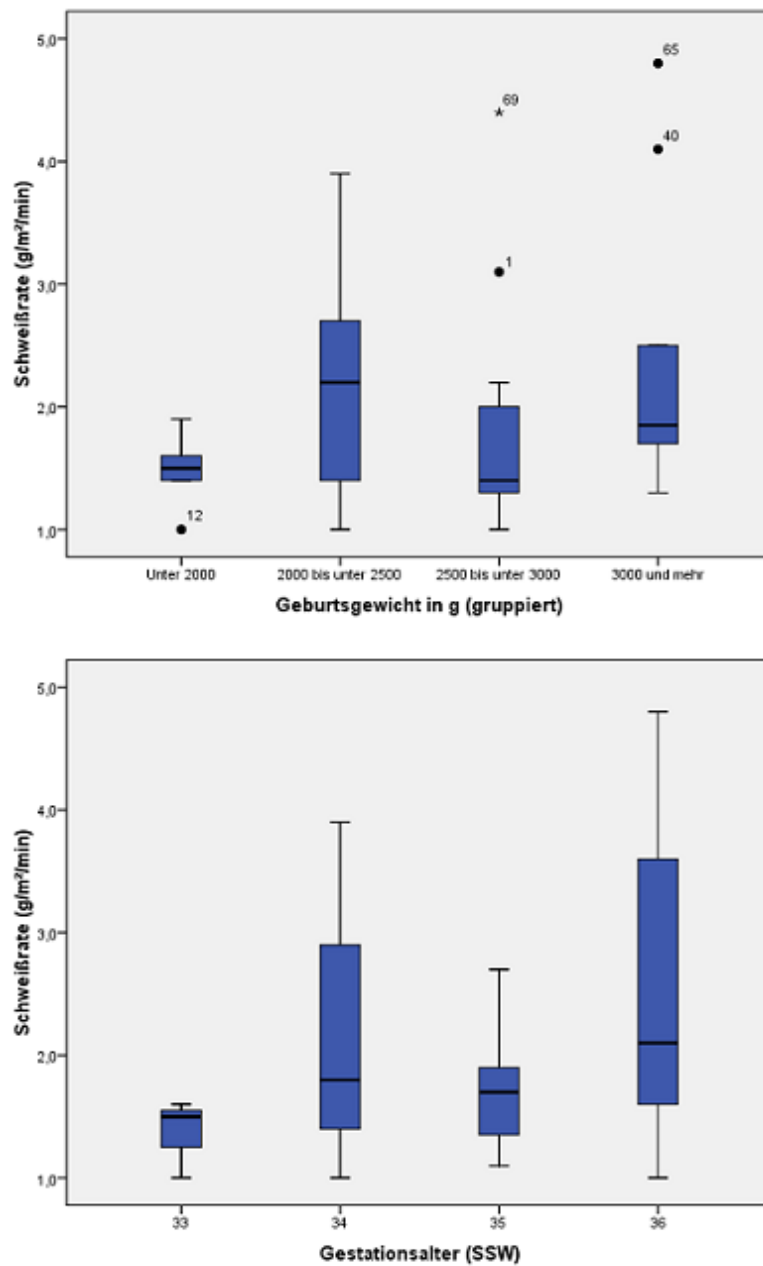 Schweißrate (g/m²/min)
5,0
4,0
3,0
2,0
1,0
65
69
40
1
12
Unter 2000
2000 bis unter 2500
2500 bis unter 3000
3000 und mehr
Geburtsgewicht in g (gruppiert)
Schweißrate (g/m²/min)
5,0
4,0
3,0
2,0
1,0
33
34
35
36
Gestationsalter (SSW)